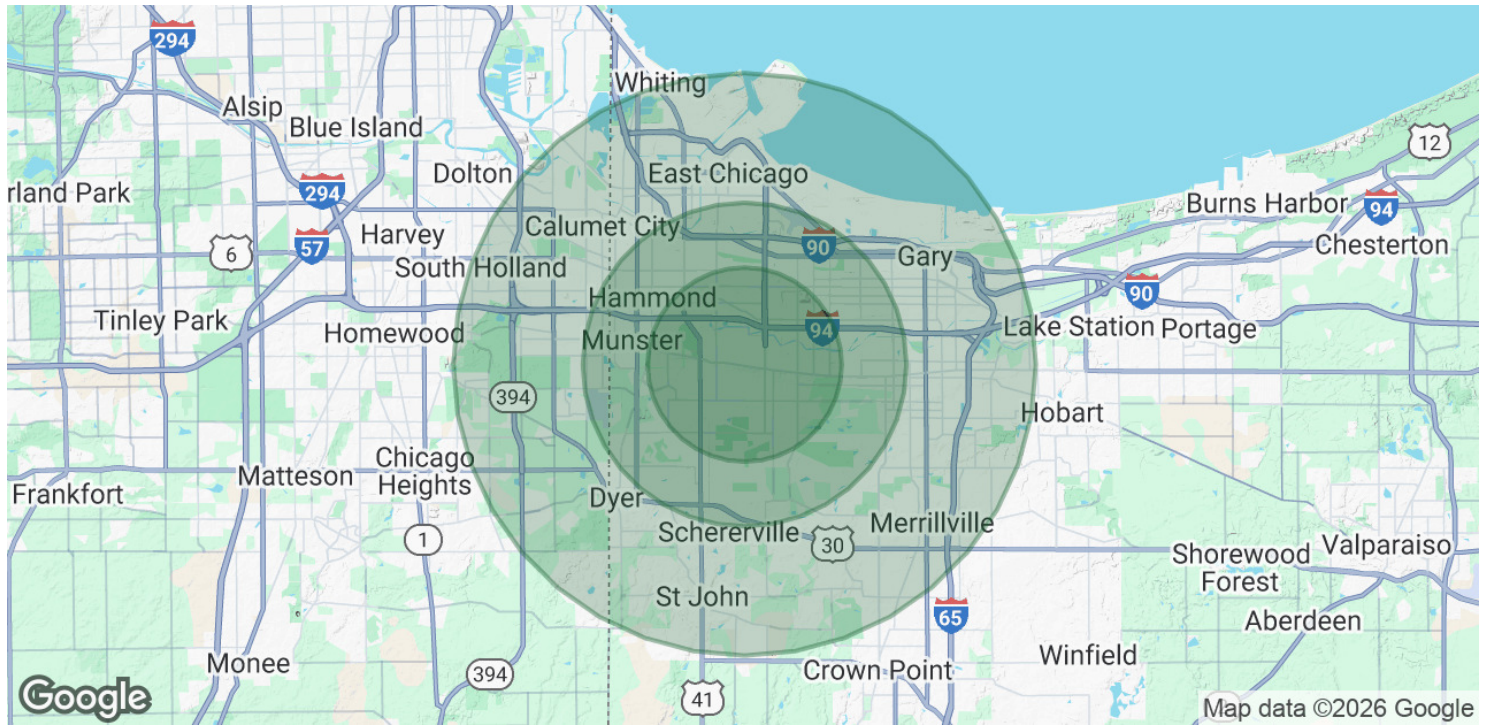 294
Whiting
Alsip
Blue Island
12
Dolton
East Chicago
rland Park
294
Burns Harbor
94
Calumet City
Harvey
6
57
90
Chesterton
Gary
South Holland
90
Hammond
Tinley Park
Homewood
Munster
94
Lake Station
Portage
394
Hobart
Chicago
Heights
Matteson
Frankfort
Dyer
Schererville
Merrillville
1
30
Valparaiso
Shorewood
Forest
St John
65
Aberdeen
Monee
394
Crown Point
Winfield
41
Google
Map data ©2026 Google